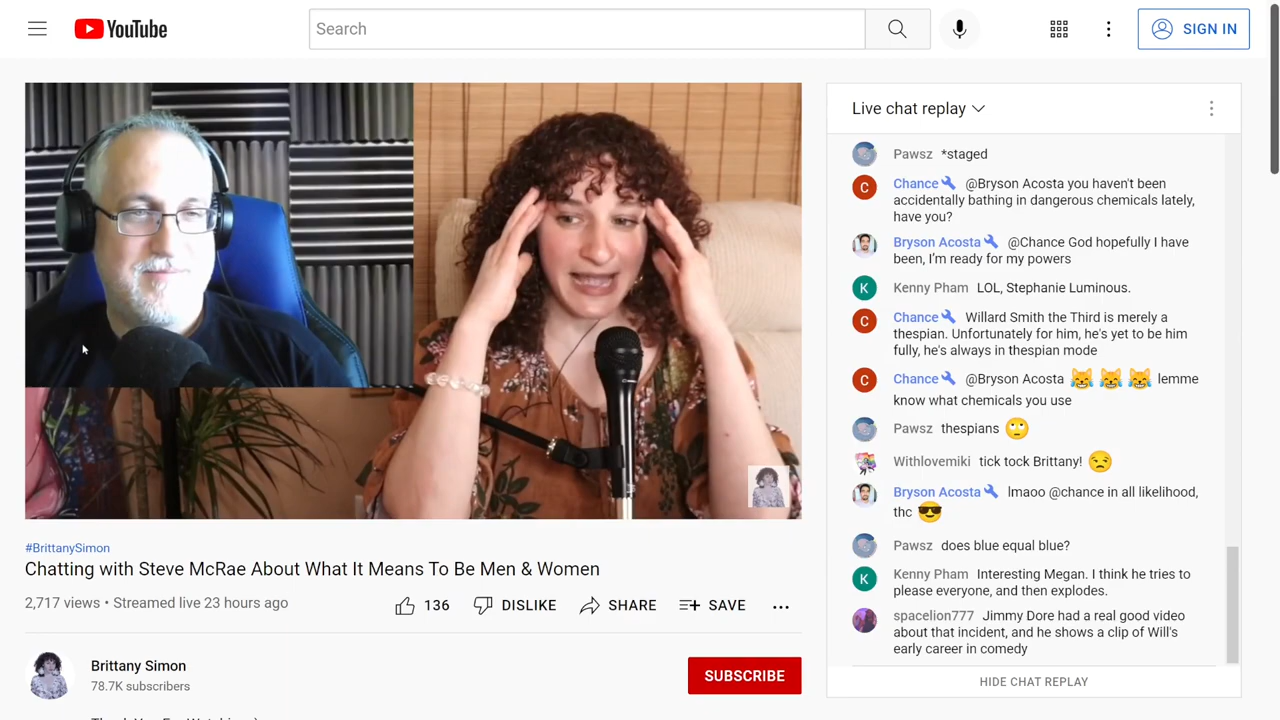 YouTube
Search
SIGN IN
Live chat replay
Pawsz *staged
Chance @Bryson Acosta you haven't been
accidentally bathing in dangerous chemicals lately,
have you?
Bryson Acosta @Chance God hopefully I have
been, I'm ready for my powers
Kenny Pham LOL, Stephanie Luminous.
Chance Willard Smith the Third is merely a
thespian. Unfortunately for him, he's yet to be him
fully, he's always in thespian mode
Chance @Bryson Acosta 😹 😹 😹 lemme
know what chemicals you use
Pawsz thespians 🙄
Withlovemiki tick tock Brittany! 😒
Bryson Acosta lmaoo @chance in all likelihood,
thc 😎
Pawsz does blue equal blue?
Kenny Pham Interesting Megan. I think he tries to
please everyone, and then explodes.
spacelion777 Jimmy Dore had a real good video
about that incident, and he shows a clip of Will's
early career in comedy
HIDE CHAT REPLAY
#BrittanySimon
Chatting with Steve McRae About What It Means To Be Men & Women
2,717 views • Streamed live 23 hours ago
136
DISLIKE
SHARE
SAVE
Brittany Simon
78.7K subscribers
SUBSCRIBE